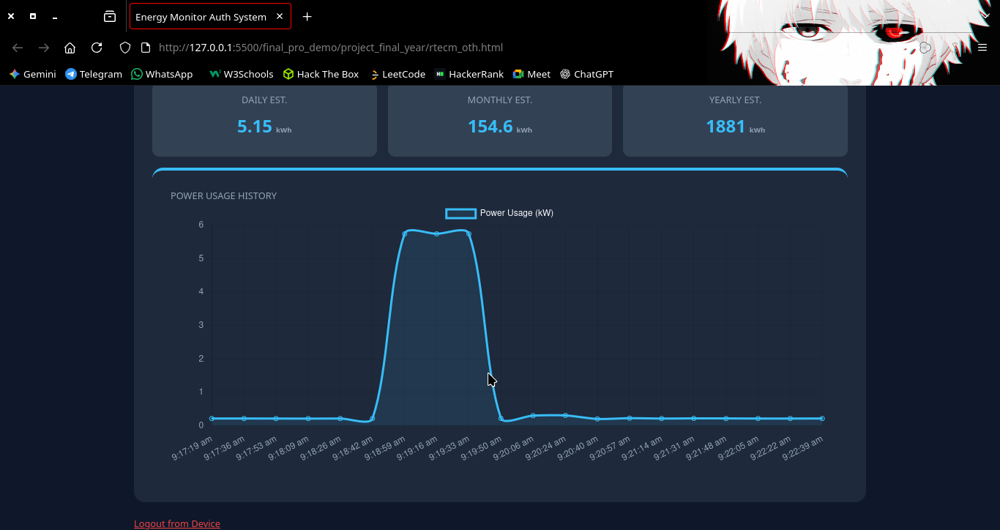 Energy Monitor Auth System
http://127.0.0.1:5500/final_pro_demo/project_final_year/rtecm_oth.html
Gemini Telegram WhatsApp W3Schools Hack The Box LeetCode HackerRank Meet ChatGPT
DAILY EST. MONTHLY EST. YEARLY EST.
5.15 kWh 154.6 kWh 1881 kWh
POWER USAGE HISTORY
Power Usage (kW)
6
5
4
3
2
1
0
9:17:19 am 9:17:36 am 9:17:53 am 9:18:09 am 9:18:26 am 9:18:42 am 9:18:59 am 9:19:16 am 9:19:33 am 9:19:50 am 9:20:06 am 9:20:24 am 9:20:40 am 9:20:57 am 9:21:14 am 9:21:31 am 9:21:48 am 9:22:05 am 9:22:22 am 9:22:39 am
Logout from Device